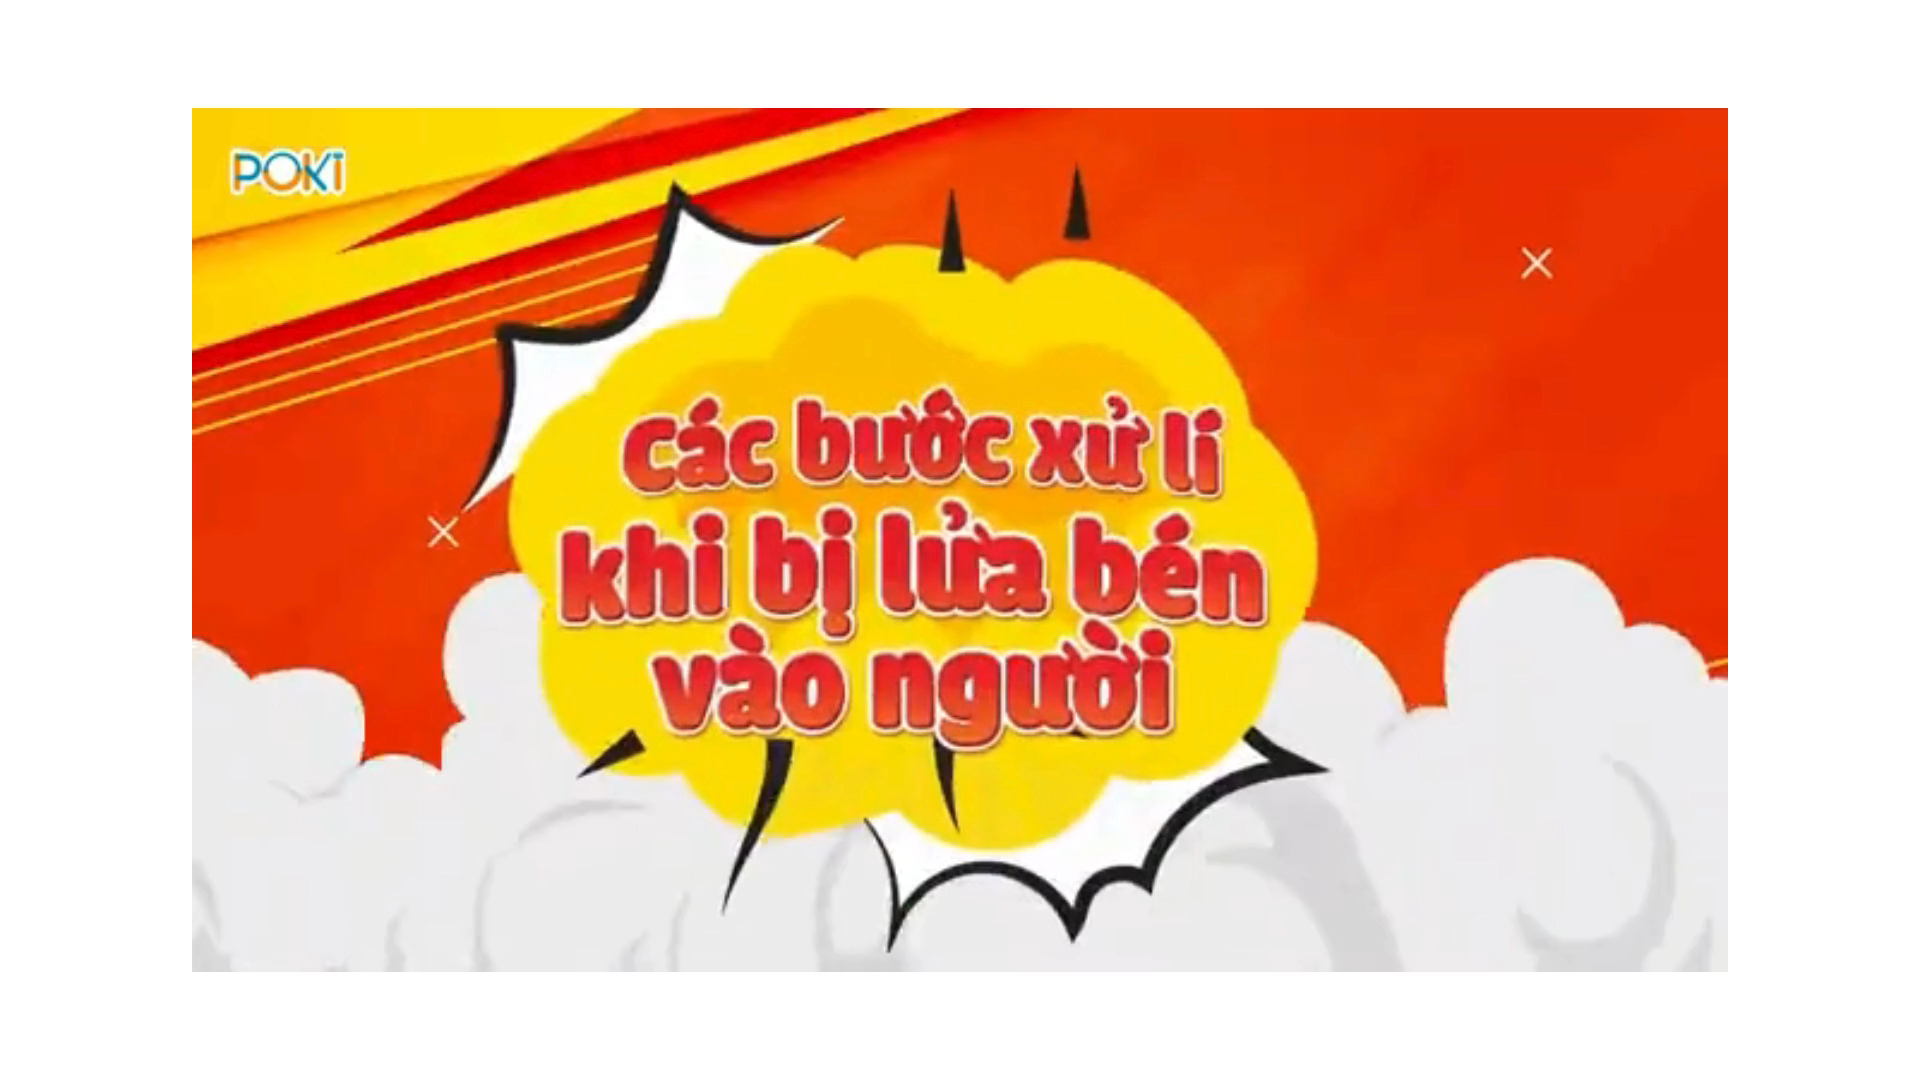 POKI
Các bước xử lí
khi bị lửa bén
vào người